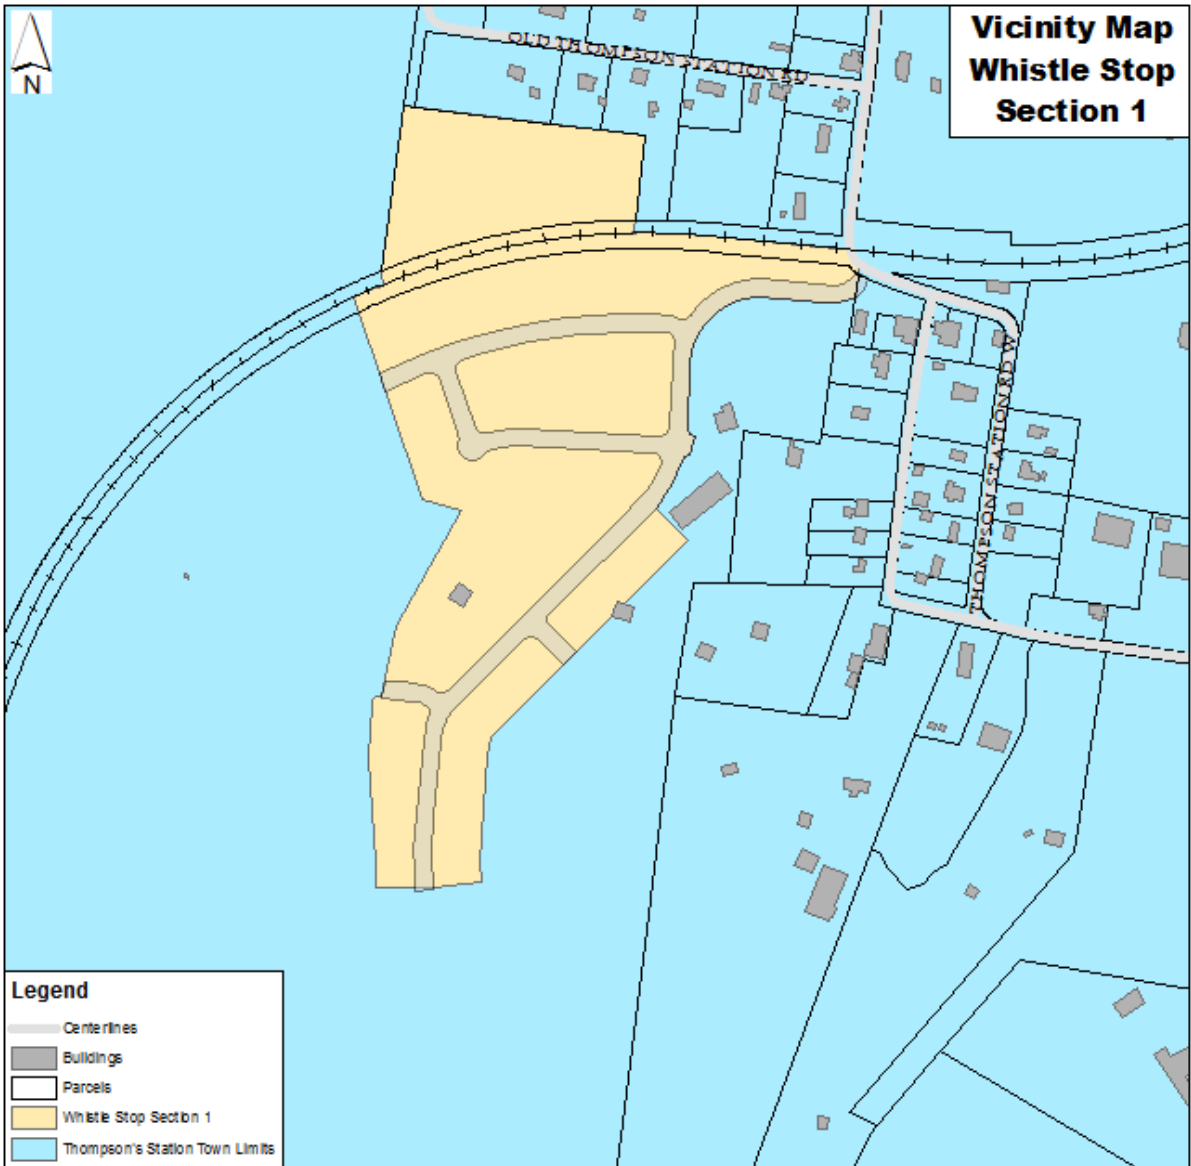 Vicinity Map
Whistle Stop
Section 1
N
OLD THOMPSON STATION RD
THOMPSON STATION RD W
Legend
Centerlines
Buildings
Parcels
Whistle Stop Section 1
Thompson's Station Town Limits